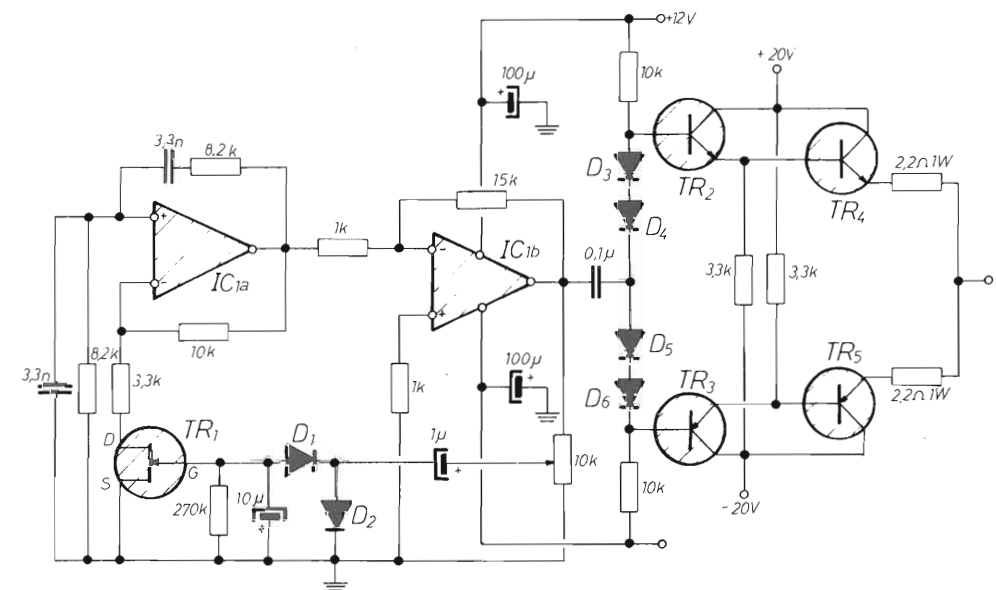 +12V
+20V
100µ
+
10k
3,3n
8,2k
D3
TR2
TR4
2,2Ω 1W
15k
D4
+
1k
-
IC1b
0,1µ
IC1a
-
3,3k
3,3k
+
10k
100µ
+
D5
TR5
8,2k
3,3n
3,3k
1k
D6
TR3
2,2Ω 1W
D
TR1
D1
1µ
+
10k
S
G
10µ
10k
270k
+
D2
-20V